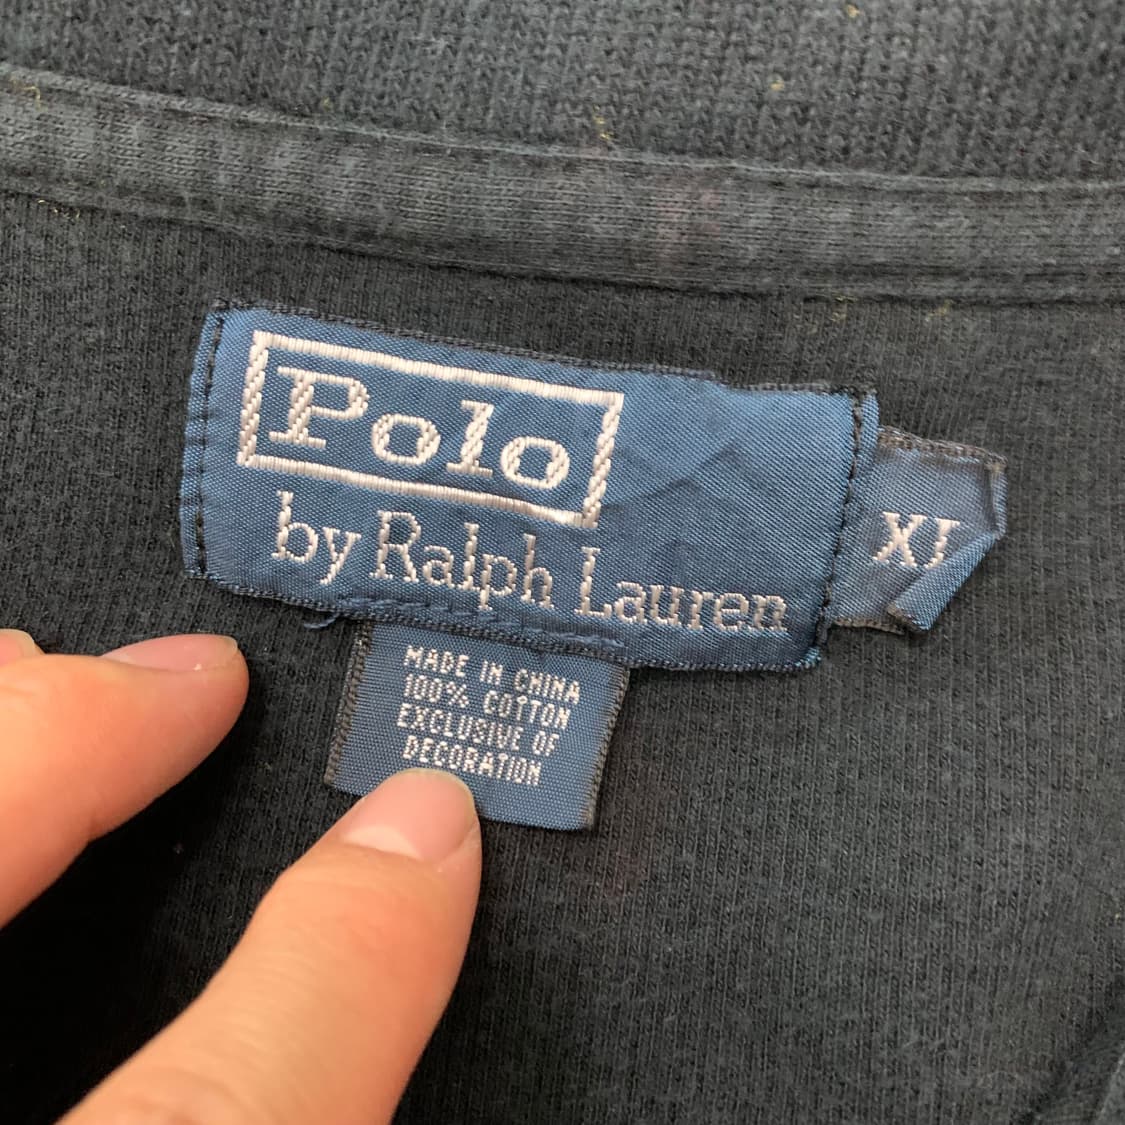 Polo
by Ralph Lauren
XL
MADE IN CHINA
100% COTTON
EXCLUSIVE OF
DECORATION